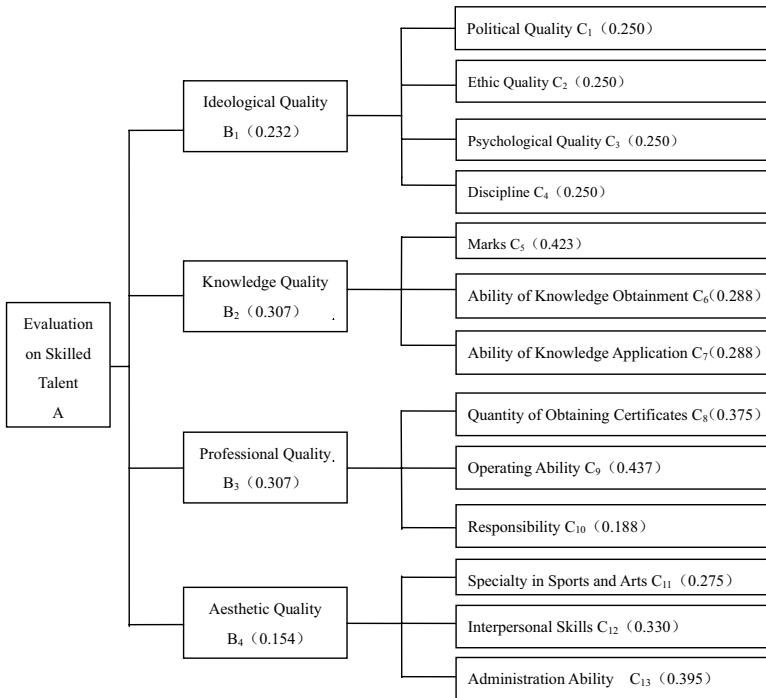 Evaluation
on Skilled
Talent
A
Ideological Quality
B₁（0.232）
Political Quality C₁（0.250）
Ethic Quality C₂（0.250）
Psychological Quality C₃（0.250）
Discipline C₄（0.250）
Knowledge Quality
B₂（0.307）
Marks C₅（0.423）
Ability of Knowledge Obtainment C₆(0.288）
Ability of Knowledge Application C₇(0.288）
Professional Quality
B₃（0.307）
Quantity of Obtaining Certificates C₈(0.375）
Operating Ability C₉（0.437）
Responsibility C₁₀（0.188）
Aesthetic Quality
B₄（0.154）
Specialty in Sports and Arts C₁₁（0.275）
Interpersonal Skills C₁₂（0.330）
Administration Ability C₁₃（0.395）